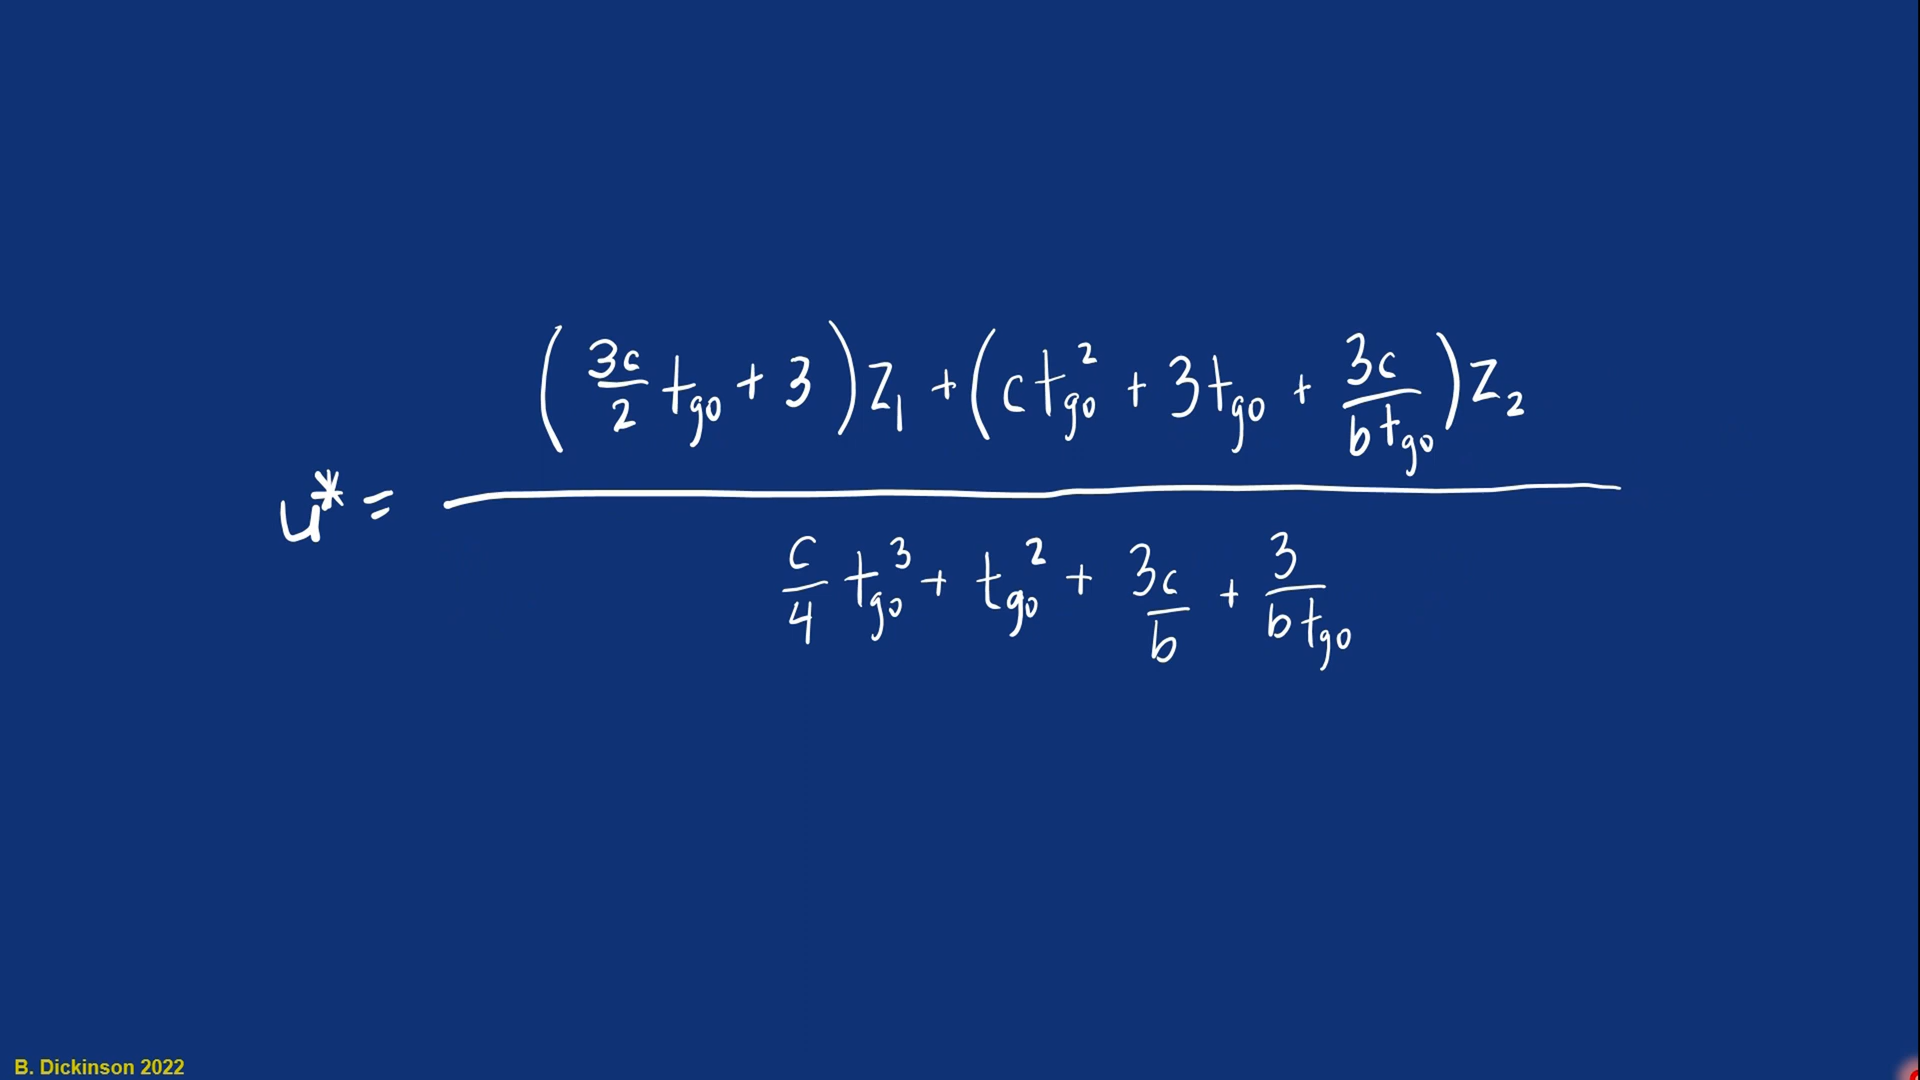 u* = ((3c/2) t_go + 3) z_1 + (c t_go^2 + 3 t_go + 3c/(b t_go)) z_2
(c/4) t_go^3 + t_go^2 + 3c/b + 3/(b t_go)
B. Dickinson 2022